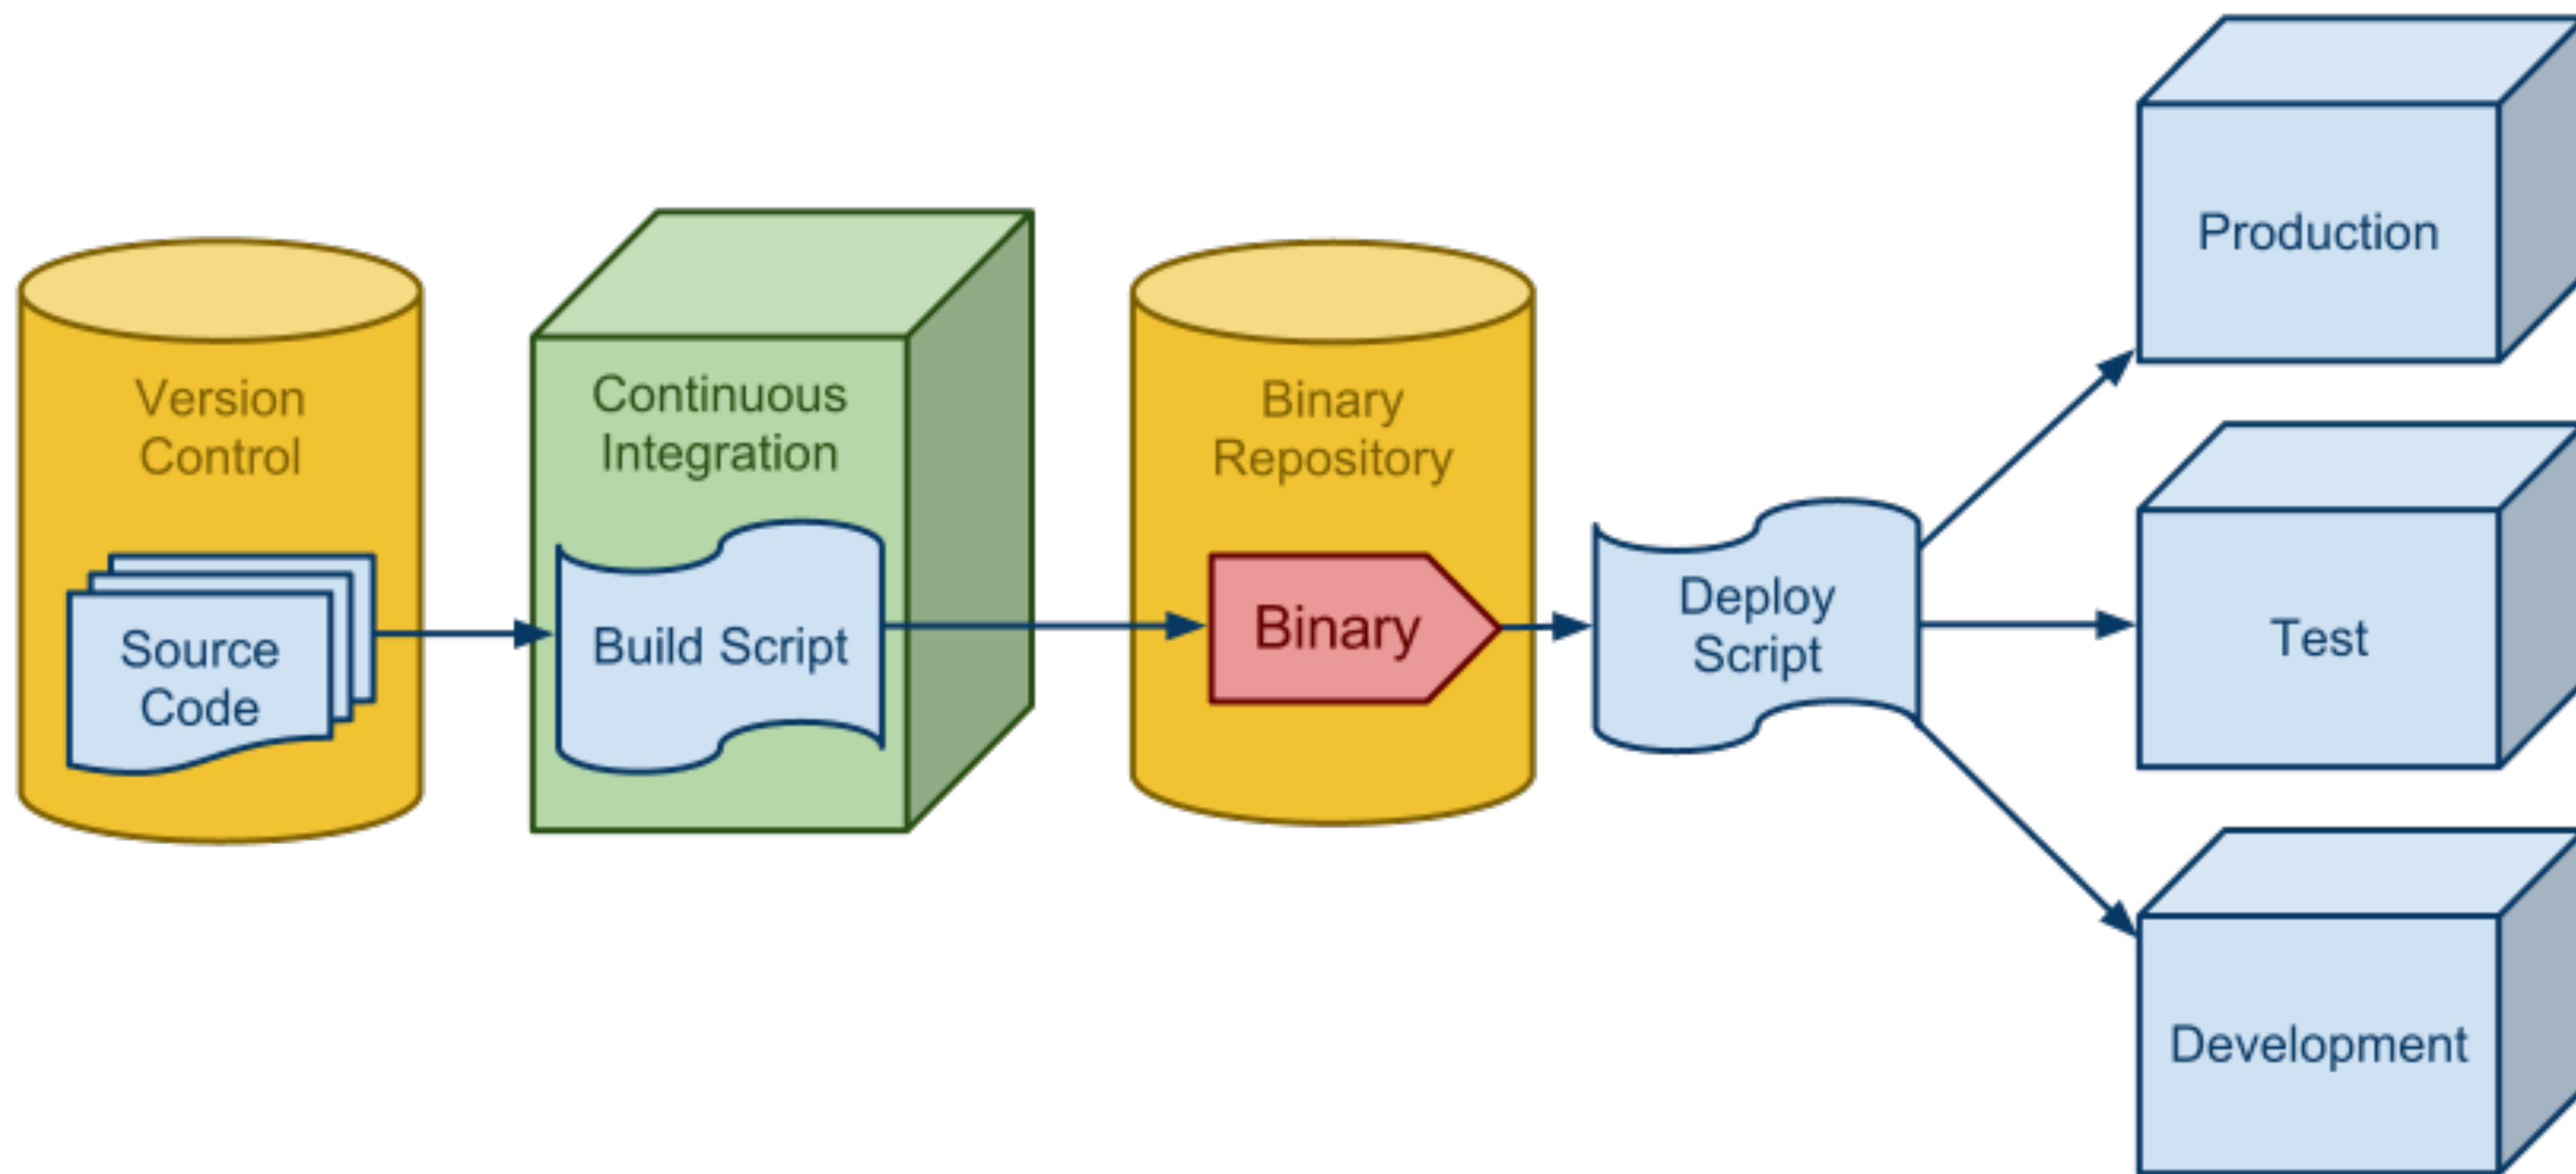 Version
Control
Source
Code
Continuous
Integration
Build Script
Binary
Repository
Binary
Deploy
Script
Production
Test
Development